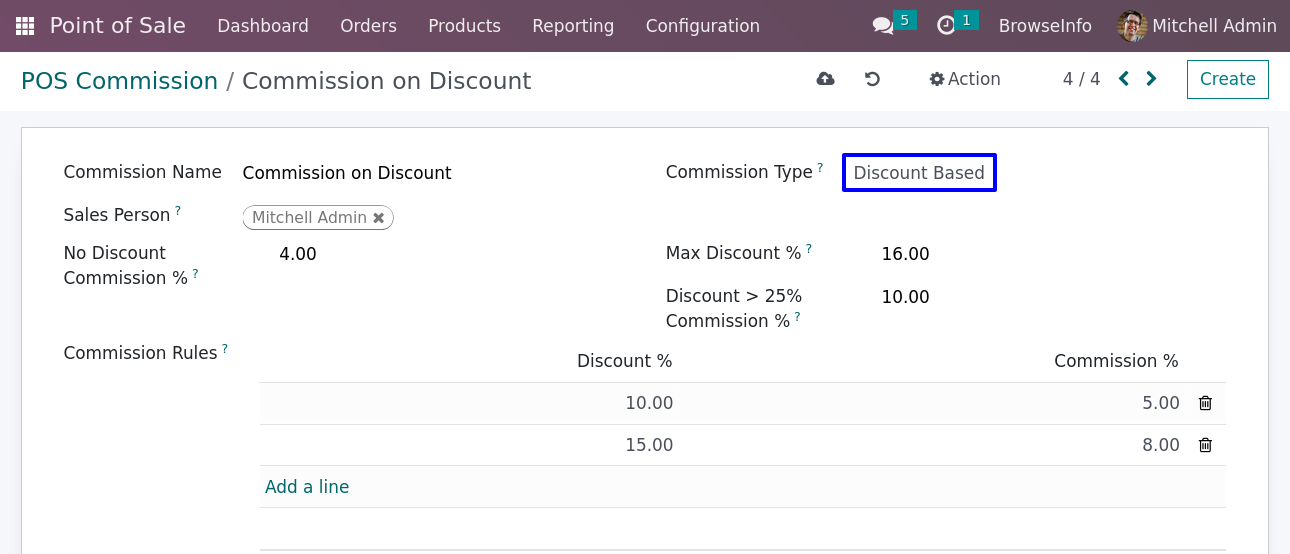 Point of Sale Dashboard Orders Products Reporting Configuration 5 1 BrowseInfo Mitchell Admin
POS Commission / Commission on Discount Action 4 / 4 Create
Commission Name Commission on Discount Commission Type ? Discount Based
Sales Person ? Mitchell Admin ✖
No Discount
Commission % ? 4.00 Max Discount % ? 16.00
Discount > 25%
Commission % ? 10.00
Commission Rules ? Discount % Commission %
10.00 5.00
15.00 8.00
Add a line